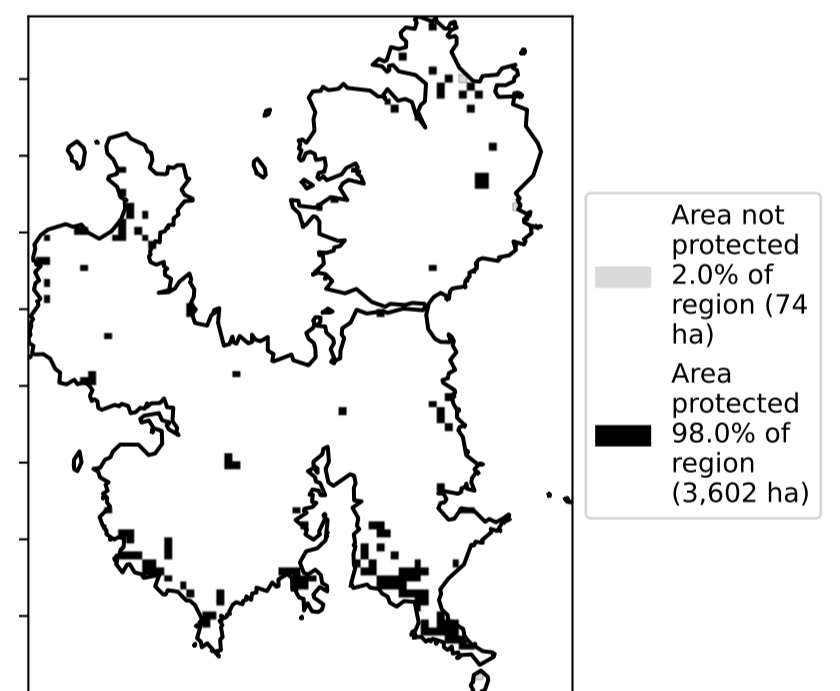 Area not
protected
2.0% of
region (74
ha)
Area
protected
98.0% of
region
(3,602 ha)